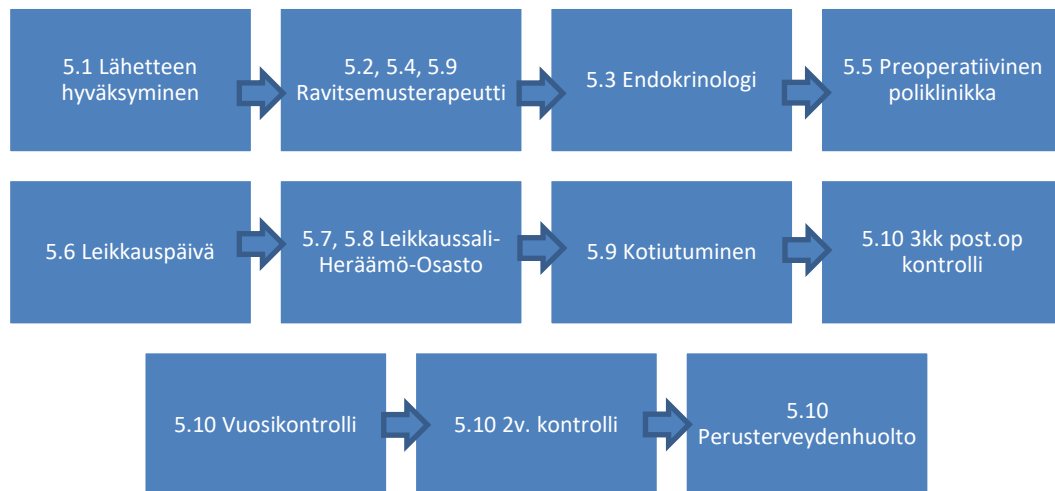 5.1 Lähetteen
hyväksyminen
5.2, 5.4, 5.9
Ravitsemusterapeutti
5.3 Endokrinologi
5.5 Preoperatiivinen
poliklinikka
5.6 Leikkauspäivä
5.7, 5.8 Leikkaussali-
Heräämö-Osasto
5.9 Kotiutuminen
5.10 3kk post.op
kontrolli
5.10 Vuosikontrolli
5.10 2v. kontrolli
5.10
Perusterveydenhuolto